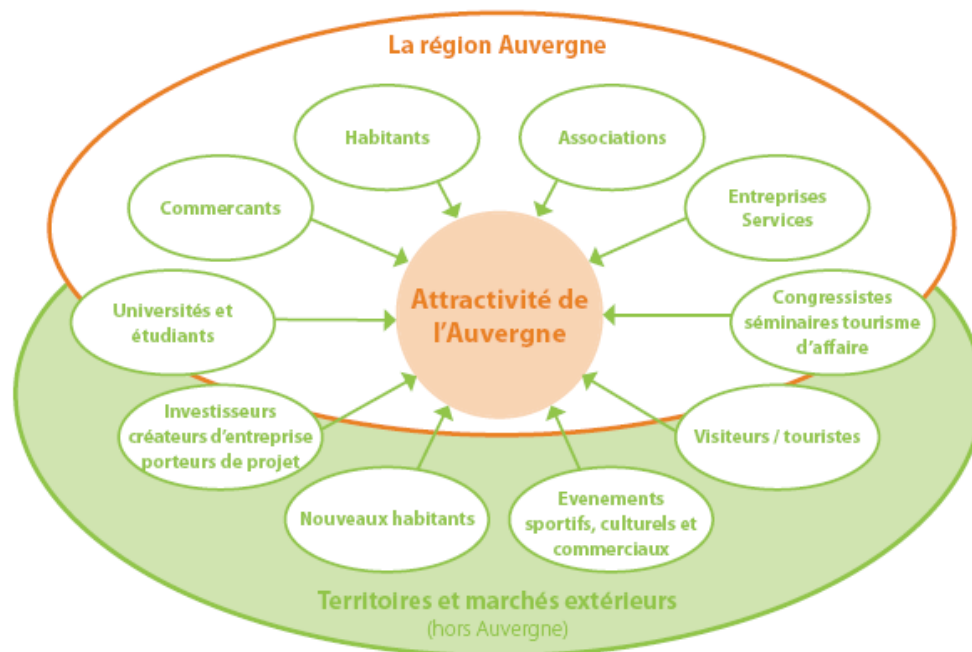 La région Auvergne
Habitants
Associations
Commercants
Entreprises
Services
Attractivité de
l'Auvergne
Universités et
étudiants
Congressistes
séminaires tourisme
d'affaire
Investisseurs
créateurs d'entreprise
porteurs de projet
Visiteurs / touristes
Nouveaux habitants
Evenements
sportifs, culturels et
commerciaux
Territoires et marchés extérieurs
(hors Auvergne)